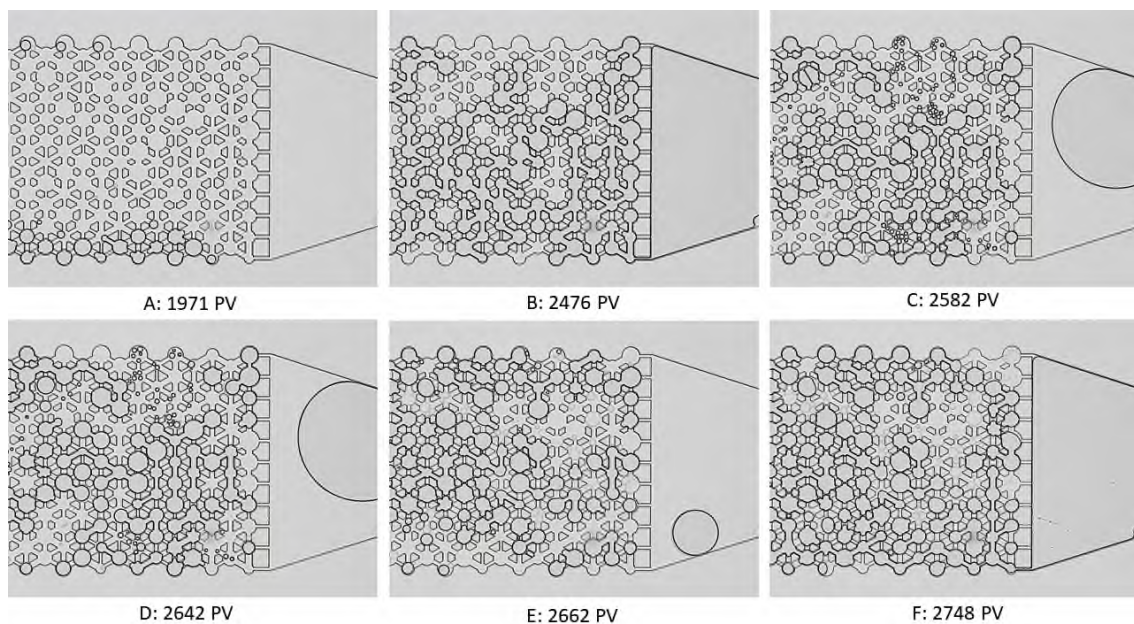 A: 1971 PV
B: 2476 PV
C: 2582 PV
D: 2642 PV
E: 2662 PV
F: 2748 PV